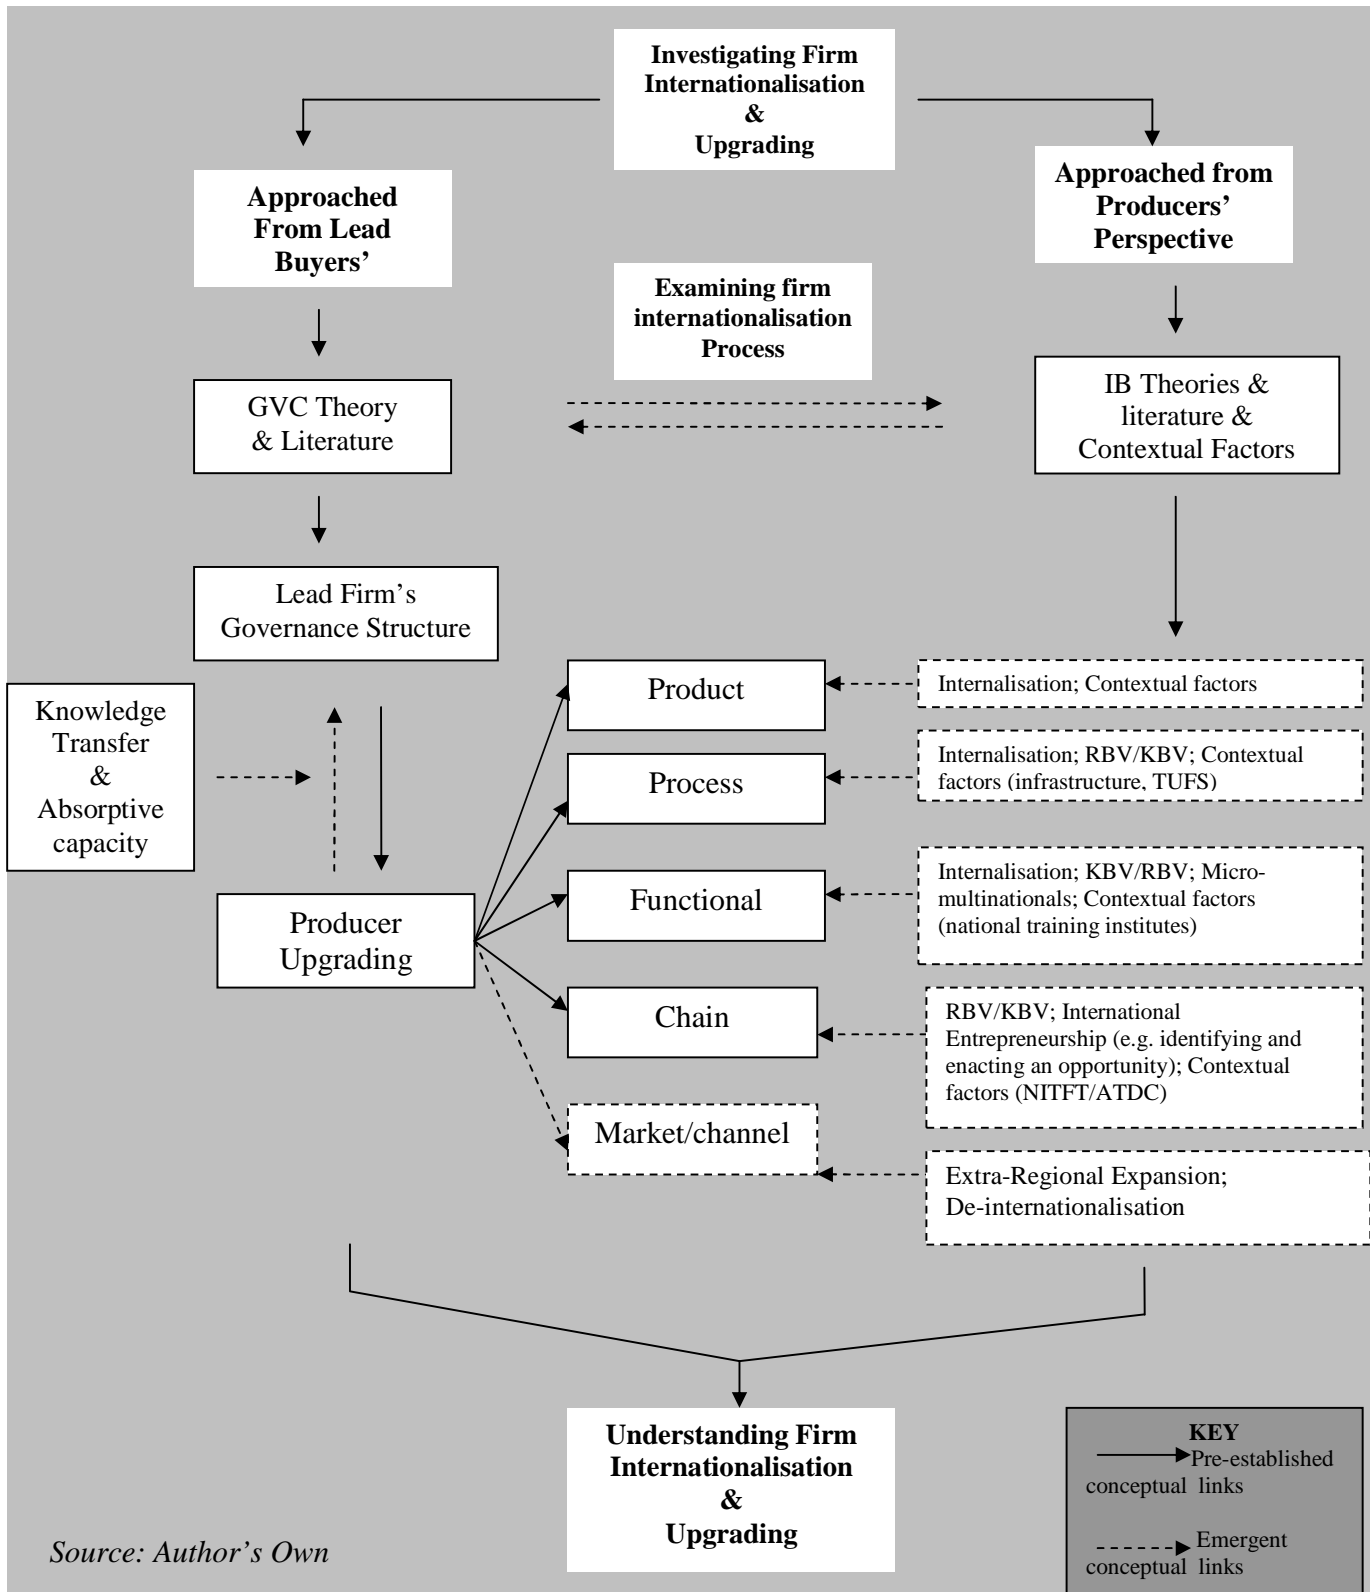 Investigating Firm
Internationalisation
&
Upgrading
Approached
From Lead
Buyers’
Approached from
Producers’
Perspective
Examining firm
internationalisation
Process
GVC Theory
& Literature
IB Theories &
literature &
Contextual Factors
Lead Firm’s
Governance Structure
Knowledge
Transfer
&
Absorptive
capacity
Producer
Upgrading
Product
Internalisation; Contextual factors
Process
Internalisation; RBV/KBV; Contextual
factors (infrastructure, TUFS)
Functional
Internalisation; KBV/RBV; Micro-
multinationals; Contextual factors
(national training institutes)
Chain
RBV/KBV; International
Entrepreneurship (e.g. identifying and
enacting an opportunity); Contextual
factors (NITFT/ATDC)
Market/channel
Extra-Regional Expansion;
De-internationalisation
Understanding Firm
Internationalisation
&
Upgrading
KEY
Pre-established
conceptual links
Emergent
conceptual links
Source: Author’s Own